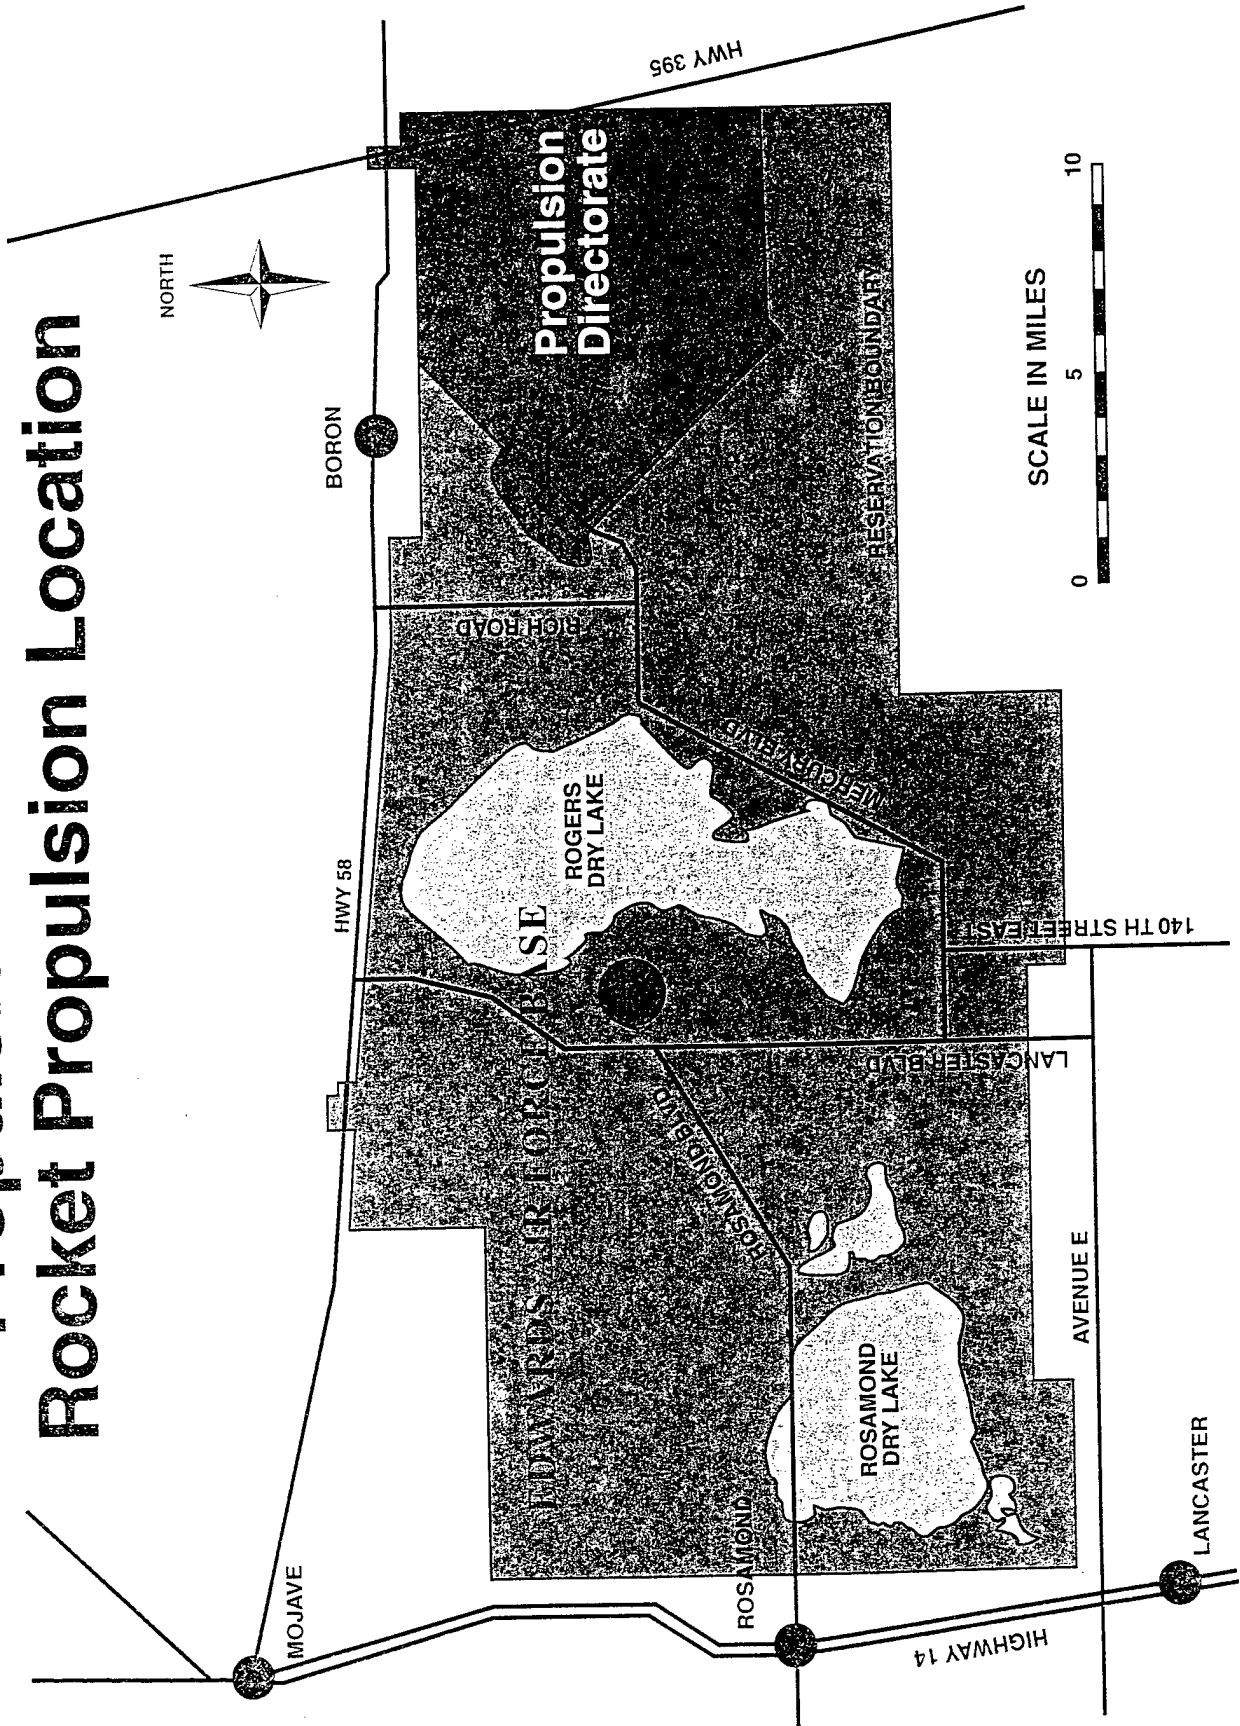 Rocket Propulsion Location
NORTH
HWY 395
BORON
HWY 58
MOJAVE
Propulsion
Directorate
RICH ROAD
ROGERS
DRY LAKE
EDWARDS AIR FORCE BASE
MERCURY BLVD
ROSAMOND BLVD
ROSAMOND
RESERVATION BOUNDARY
LANCASTER BLVD
140 TH STREET EAST
ROSAMOND
DRY LAKE
AVENUE E
HIGHWAY 14
LANCASTER
SCALE IN MILES
0 5 10